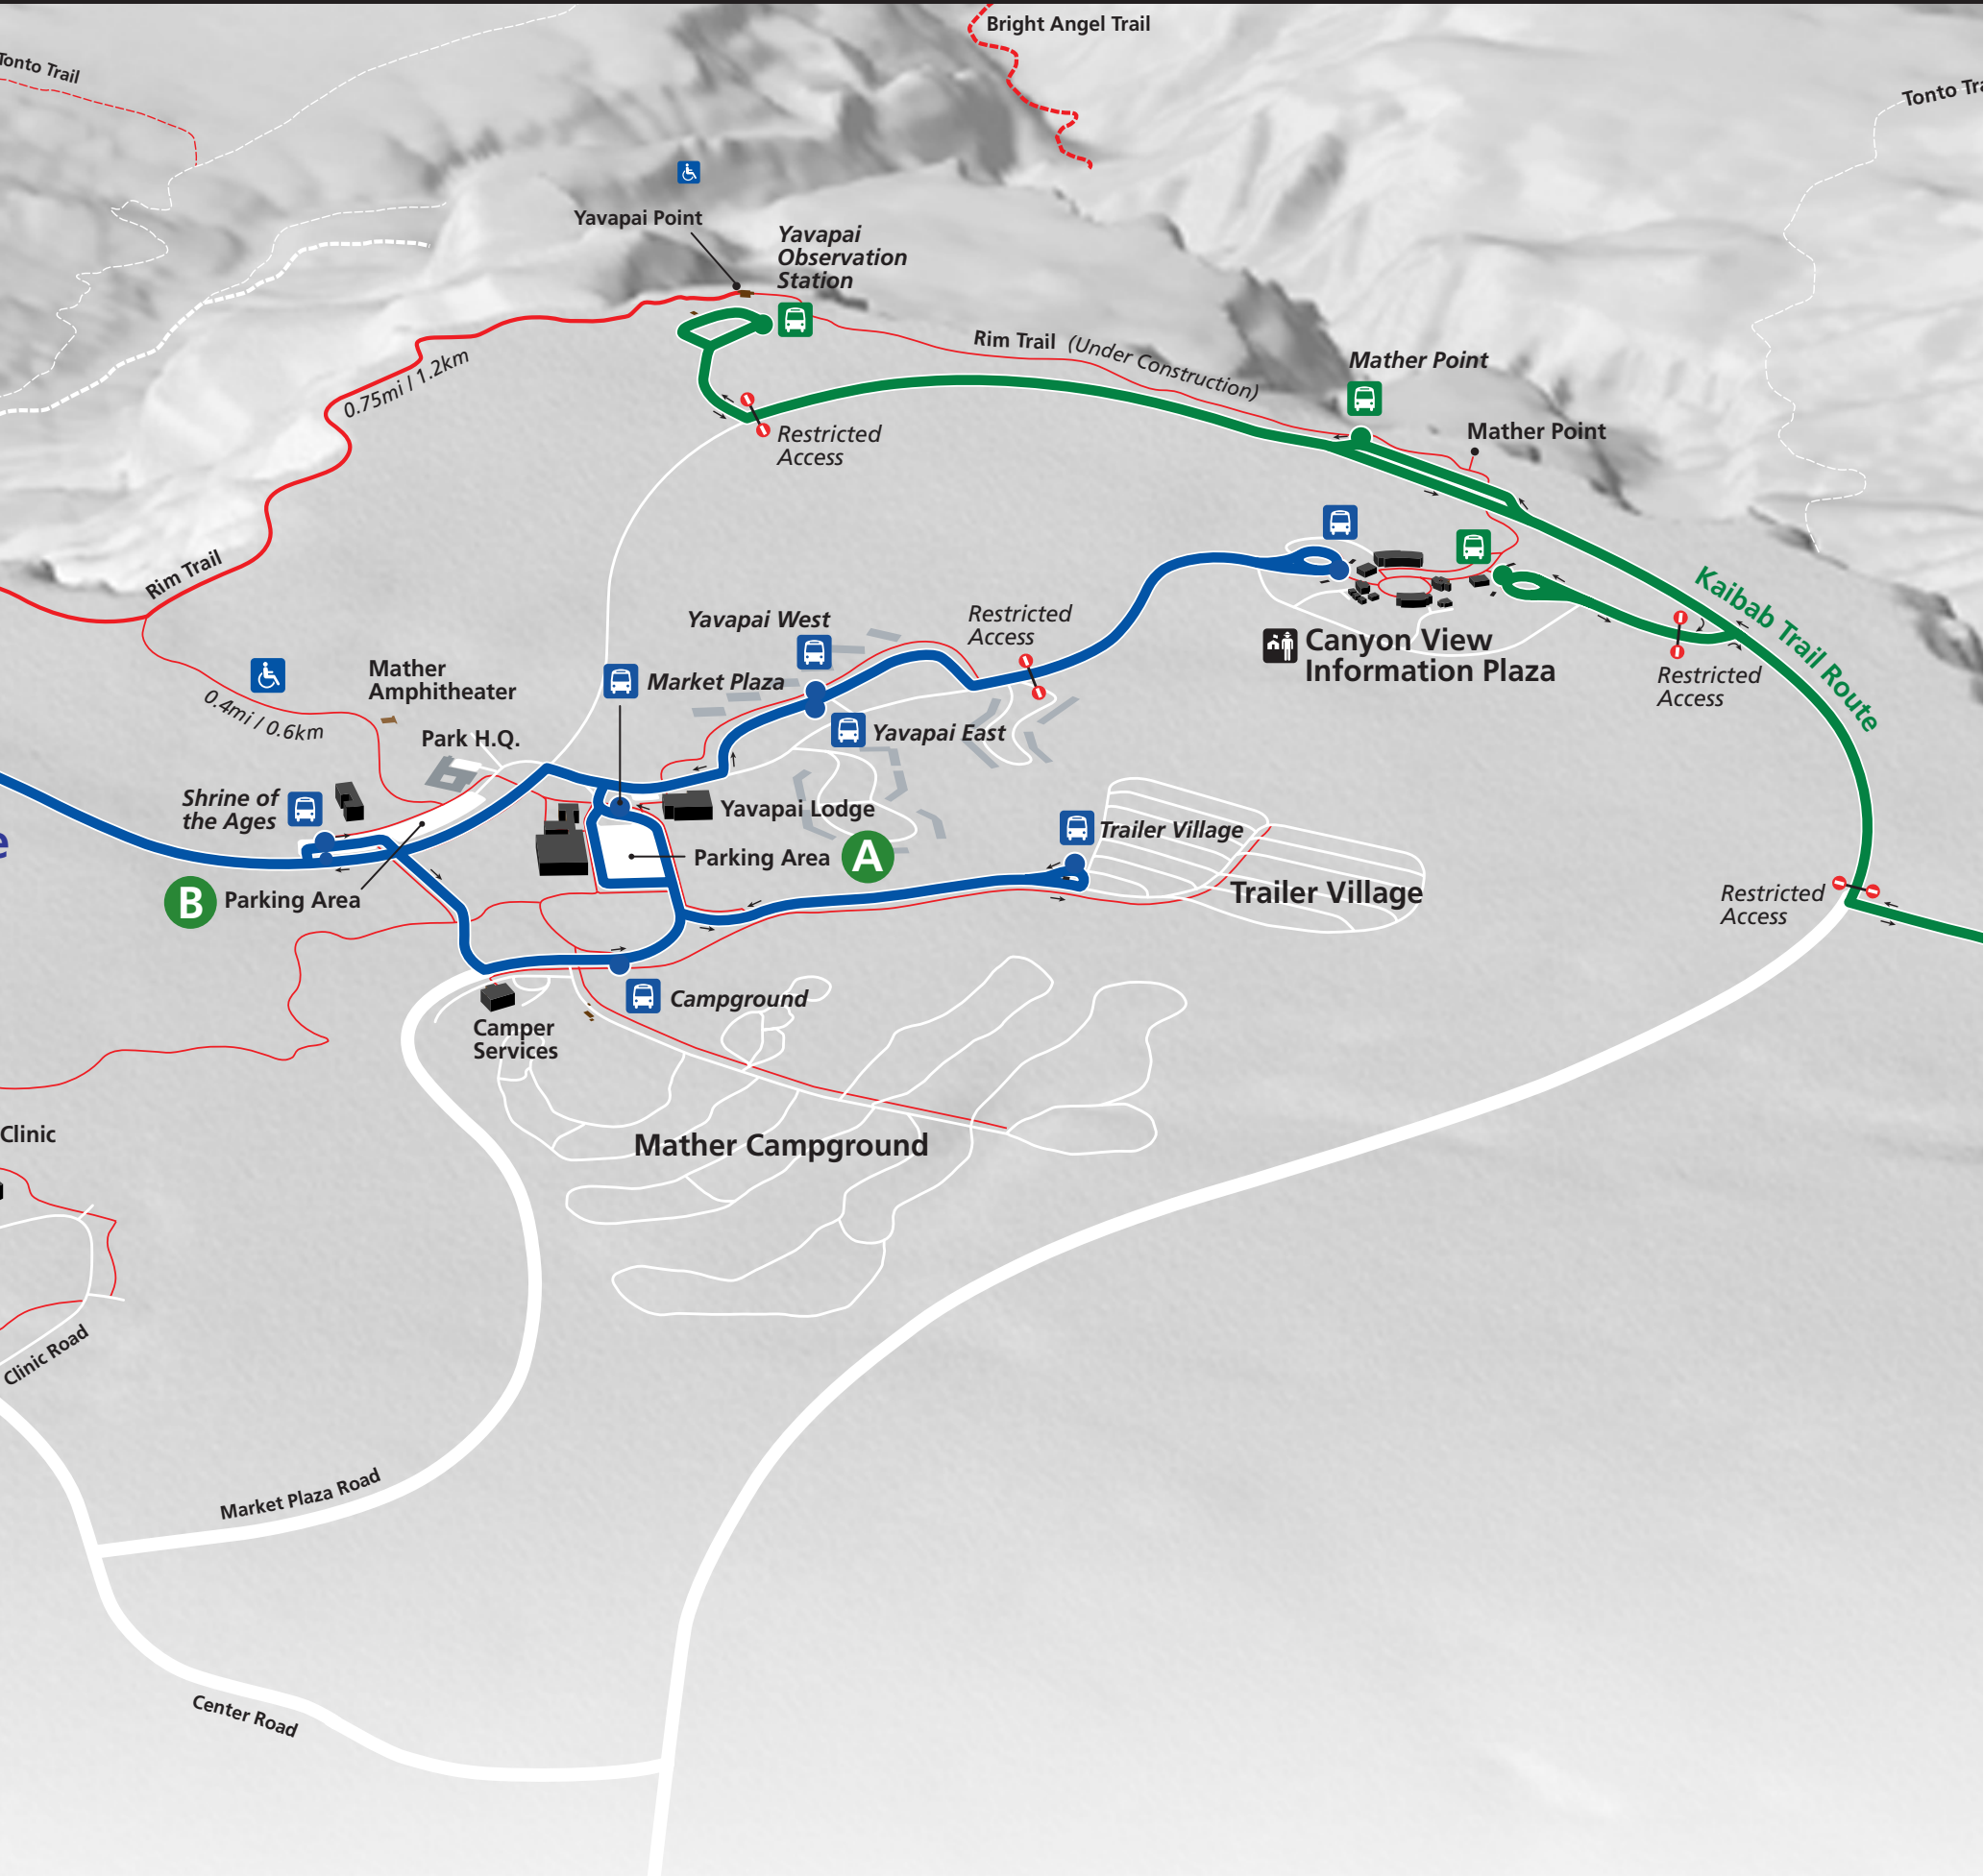 Bright Angel Trail
Tonto Trail
Tonto Tra
Yavapai Point
Yavapai
Observation
Station
Rim Trail (Under Construction)
Mather Point
0.75mi / 1.2km
Restricted
Access
Mather Point
Rim Trail
Kaibab Trail Route
Yavapai West
Restricted
Access
Canyon View
Information Plaza
Restricted
Access
Mather
Amphitheater
Market Plaza
0.4mi / 0.6km
Park H.Q.
Yavapai East
Shrine of
the Ages
Yavapai Lodge
Trailer Village
e
Parking Area A
B Parking Area
Trailer Village
Restricted
Access
Campground
Camper
Services
Clinic
Mather Campground
Clinic Road
Market Plaza Road
Center Road